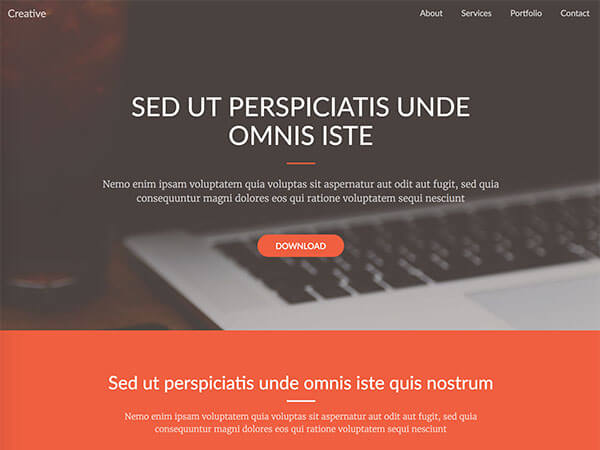 Creative
About Services Portfolio Contact
SED UT PERSPICIATIS UNDE
OMNIS ISTE
Nemo enim ipsam voluptatem quia voluptas sit aspernatur aut odit aut fugit, sed quia
consequuntur magni dolores eos qui ratione voluptatem sequi nesciunt
DOWNLOAD
Sed ut perspiciatis unde omnis iste quis nostrum
Nemo enim ipsam voluptatem quia voluptas sit aspernatur aut odit aut fugit, sed quia
consequuntur magni dolores eos qui ratione voluptatem sequi nesciunt